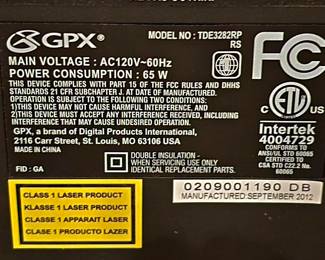 GPX
MODEL NO : TDE3282RP
RS
MAIN VOLTAGE : AC120V~60Hz
POWER CONSUMPTION : 65 W
THIS DEVICE COMPLIES WITH PART 15 OF THE FCC RULES AND DHHS
STANDARDS 21 CFR SUBCHAPTER J. AT DATE OF MANUFACTURE.
OPERATION IS SUBJECT TO THE FOLLOWING TWO CONDITIONS:
1)THIS DEVICE MAY NOT CAUSE HARMFUL INTERFERENCE, AND
2)THIS DEVICE MUST ACCEPT ANY INTERFERENCE RECEIVED, INCLUDING
INTERFERENCE THAT MAY CAUSE UNDESIRED OPERATION.
GPX, a brand of Digital Products International,
2116 Carr Street, St. Louis, MO 63106 USA
MADE IN CHINA
FC
C
ETL
US
Intertek
4004729
CONFORMS TO
ANSI/UL STD 60065
CERTIFIED TO
CSA STD C22.2 No.
60065
DOUBLE INSULATION -
WHEN SERVICING USE ONLY
IDENTICAL REPLACEMENT PARTS.
FID : GA
CLASS 1 LASER PRODUCT
KLASSE 1 LASER PRODUCT
CLASSE 1 APPARAIL LASER
CLASE 1 PRODUCTO LAZER
0209001190 DB
MANUFACTURED SEPTEMBER 2012